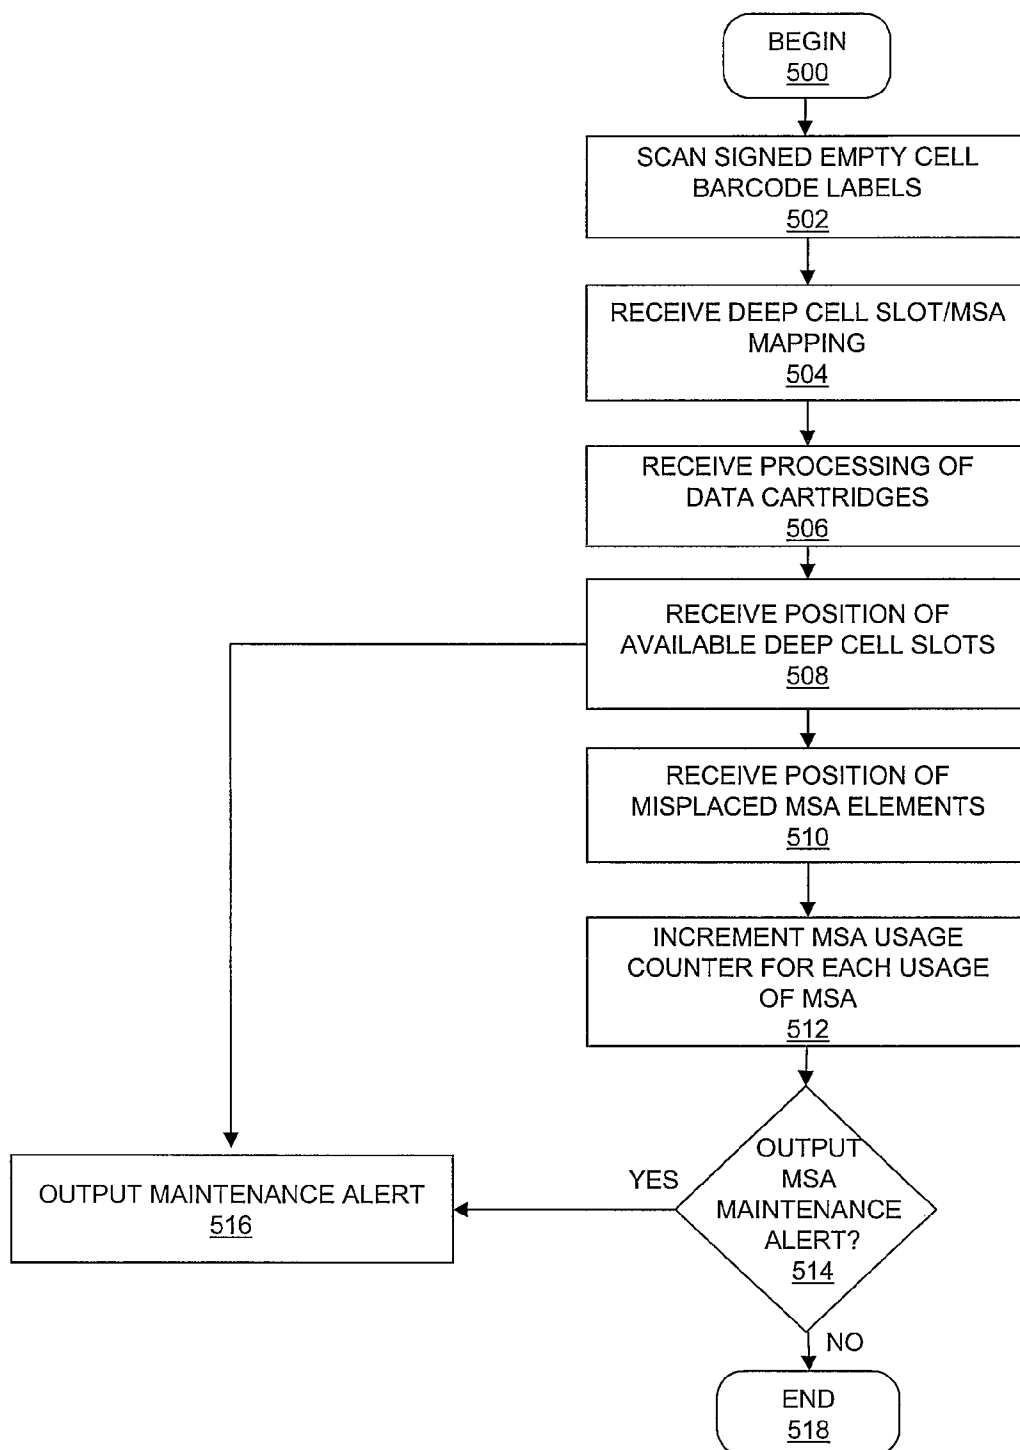 BEGIN
500
SCAN SIGNED EMPTY CELL
BARCODE LABELS
502
RECEIVE DEEP CELL SLOT/MSA
MAPPING
504
RECEIVE PROCESSING OF
DATA CARTRIDGES
506
RECEIVE POSITION OF
AVAILABLE DEEP CELL SLOTS
508
RECEIVE POSITION OF
MISPLACED MSA ELEMENTS
510
INCREMENT MSA USAGE
COUNTER FOR EACH USAGE
OF MSA
512
OUTPUT
MSA
MAINTENANCE
ALERT?
514
YES
OUTPUT MAINTENANCE ALERT
516
NO
END
518